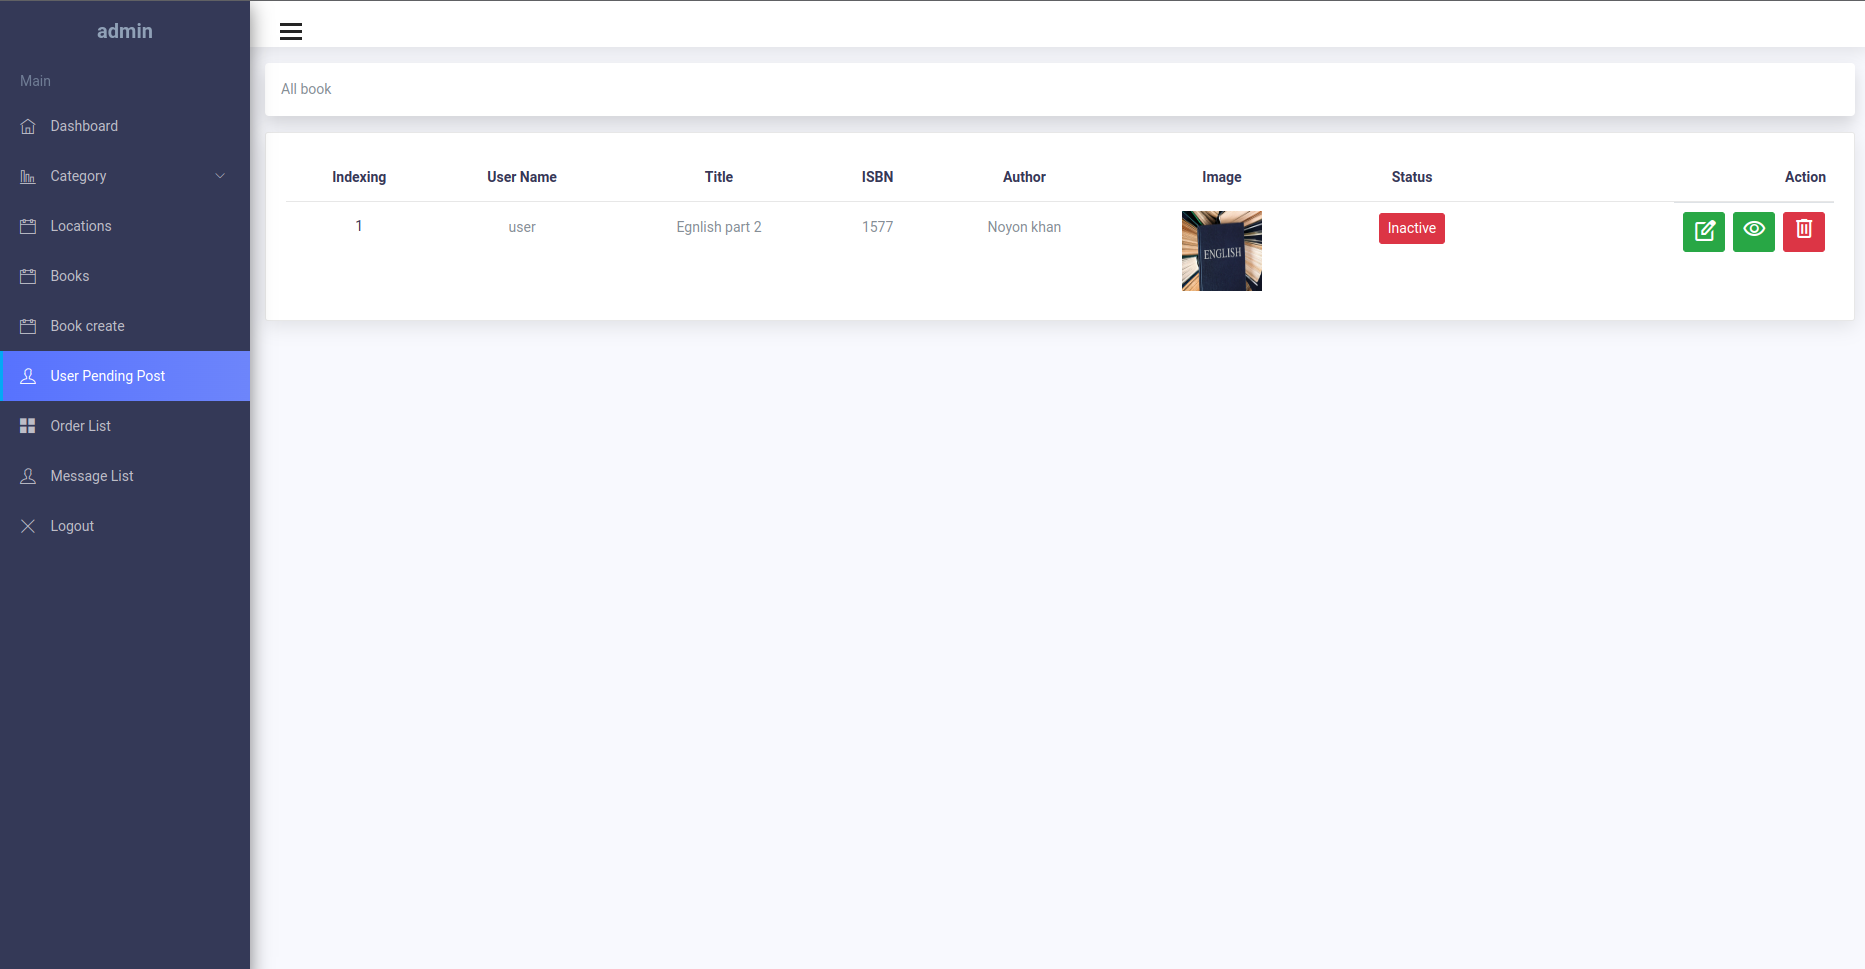 admin
Main
Dashboard
Category
Locations
Books
Book create
User Pending Post
Order List
Message List
Logout
All book
Indexing User Name Title ISBN Author Image Status Action
1 user Egnlish part 2 1577 Noyon khan ENGLISH Inactive